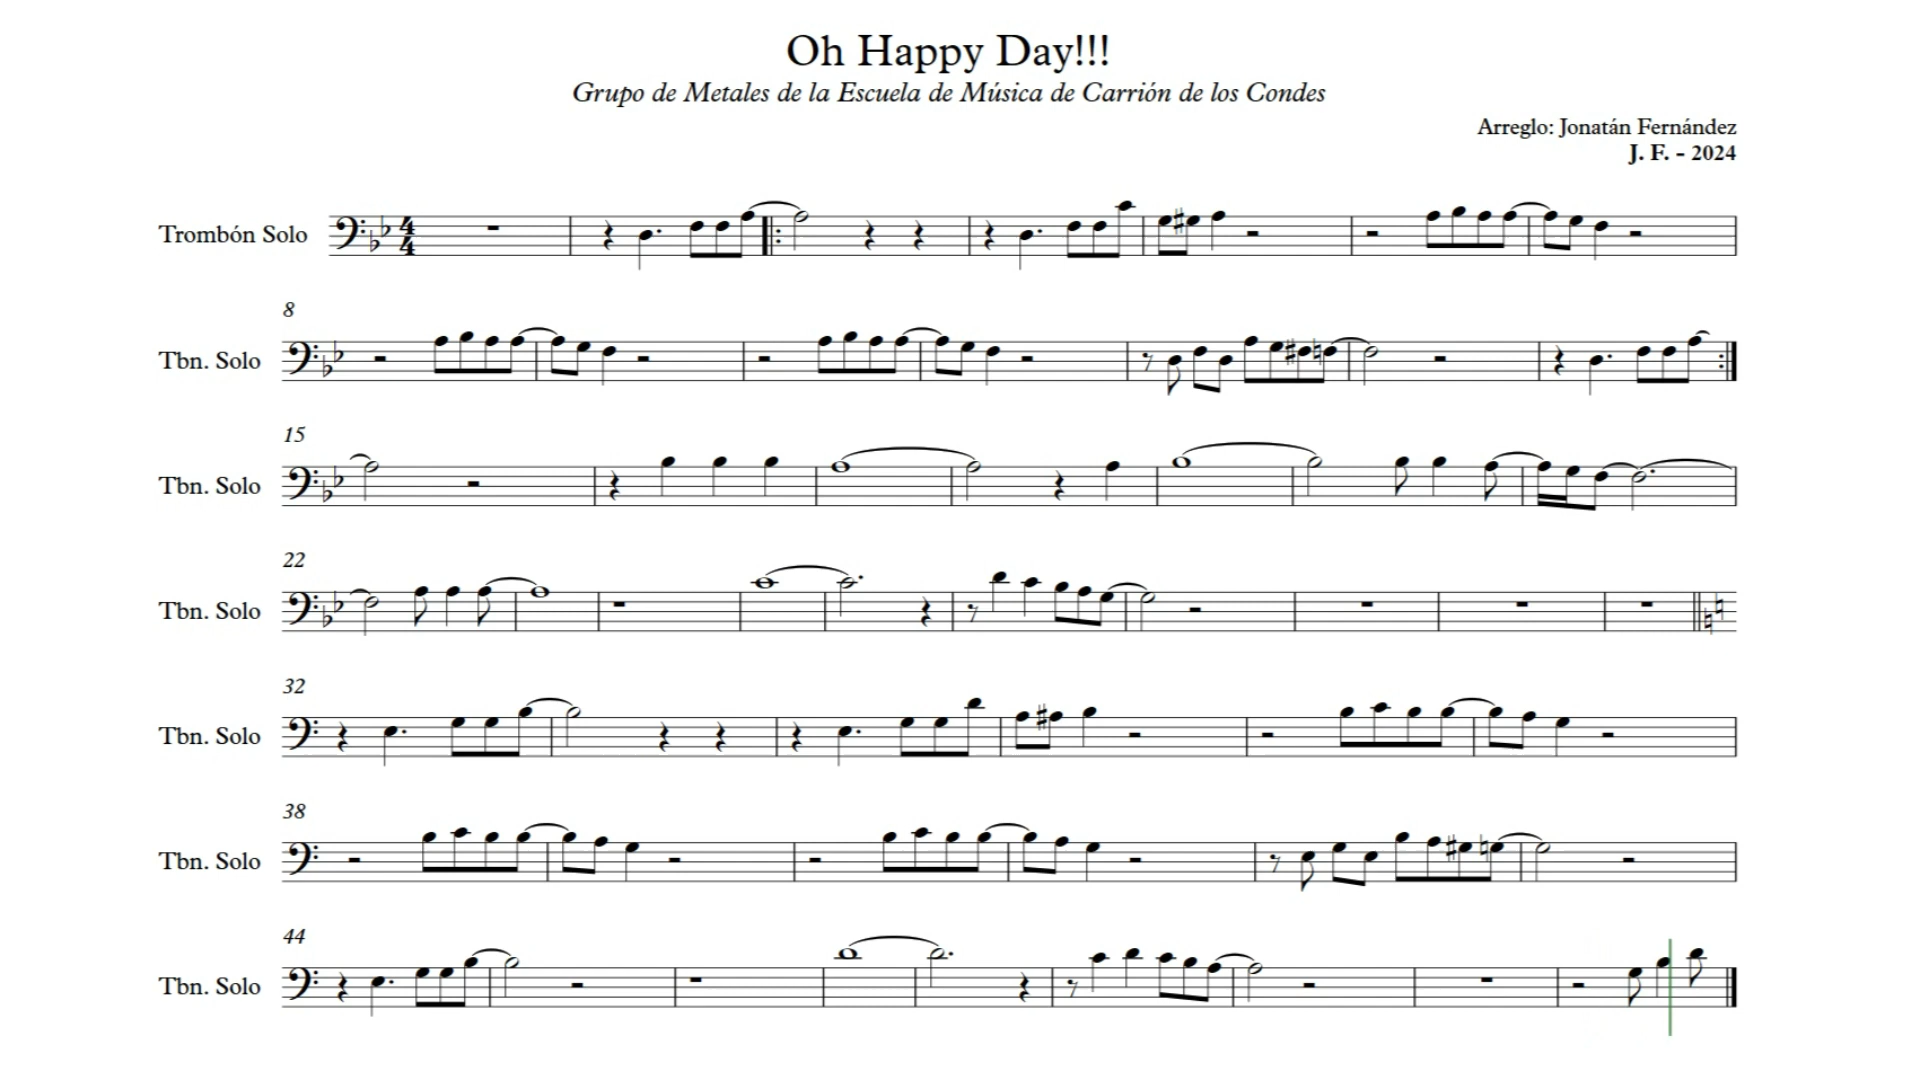 Oh Happy Day!!!
Grupo de Metales de la Escuela de Música de Carrión de los Condes
Arreglo: Jonatán Fernández
J. F. - 2024
Trombón Solo
8
Tbn. Solo
15
Tbn. Solo
22
Tbn. Solo
32
Tbn. Solo
38
Tbn. Solo
44
Tbn. Solo